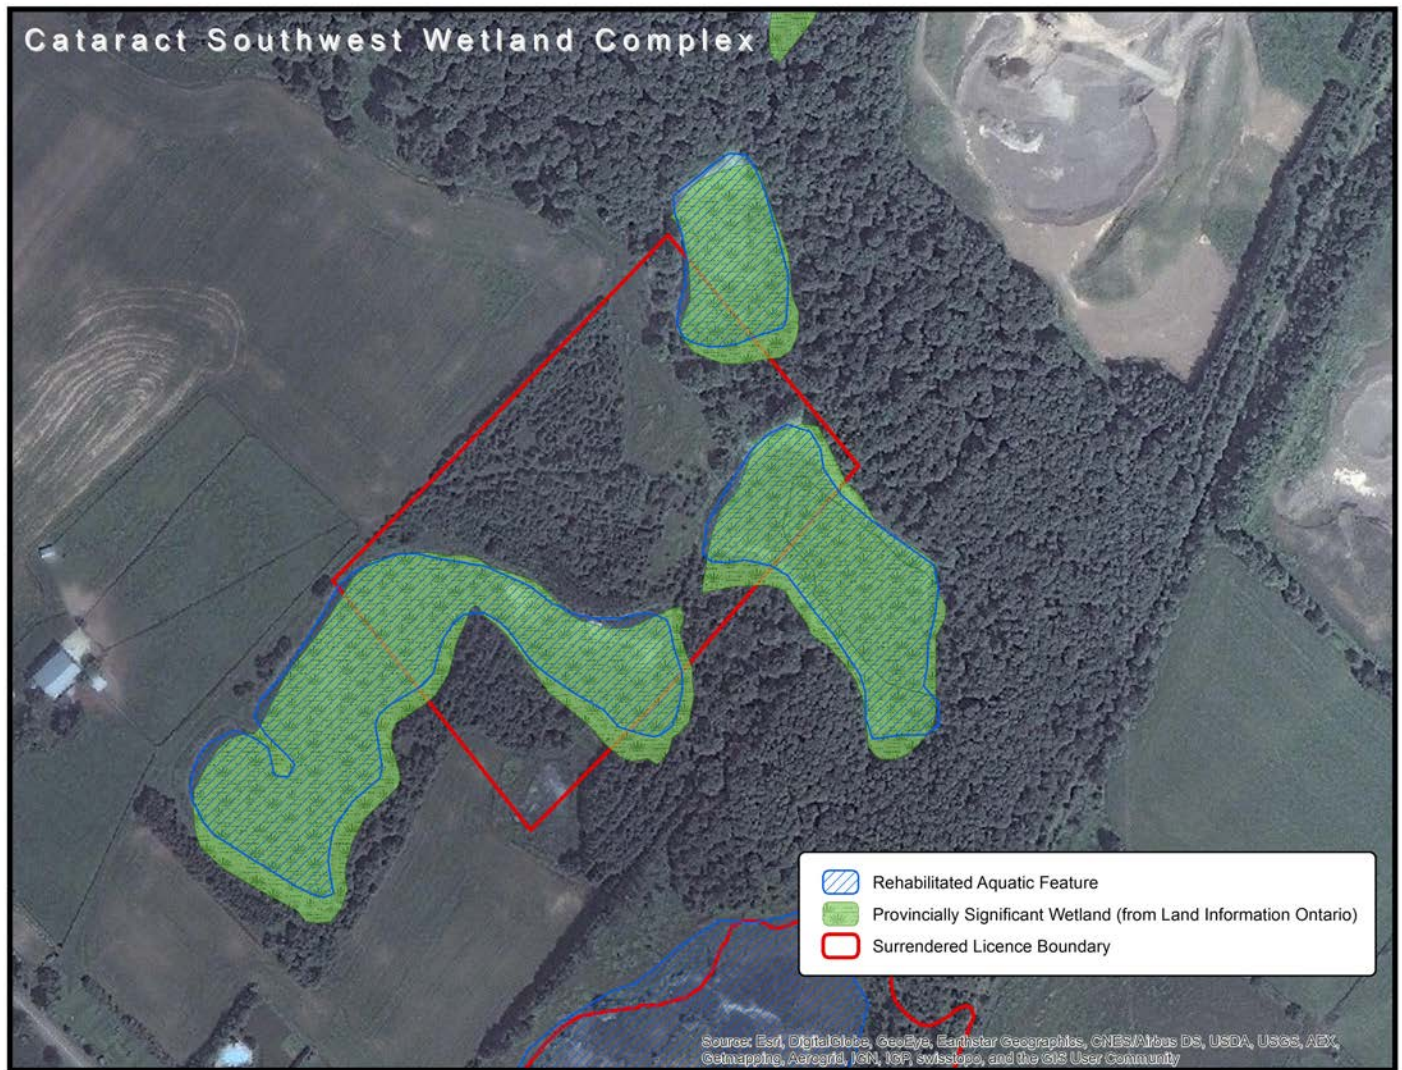 Cataract Southwest Wetland Complex
Rehabilitated Aquatic Feature
Provincially Significant Wetland (from Land Information Ontario)
Surrendered Licence Boundary
Source: Esri, DigitalGlobe, GeoEye, Earthstar Geographics, CNES/Airbus DS, USDA, USGS, AEX,
Getmapping, Aerogrid, IGN, IGP, swisstopo, and the GIS User Community